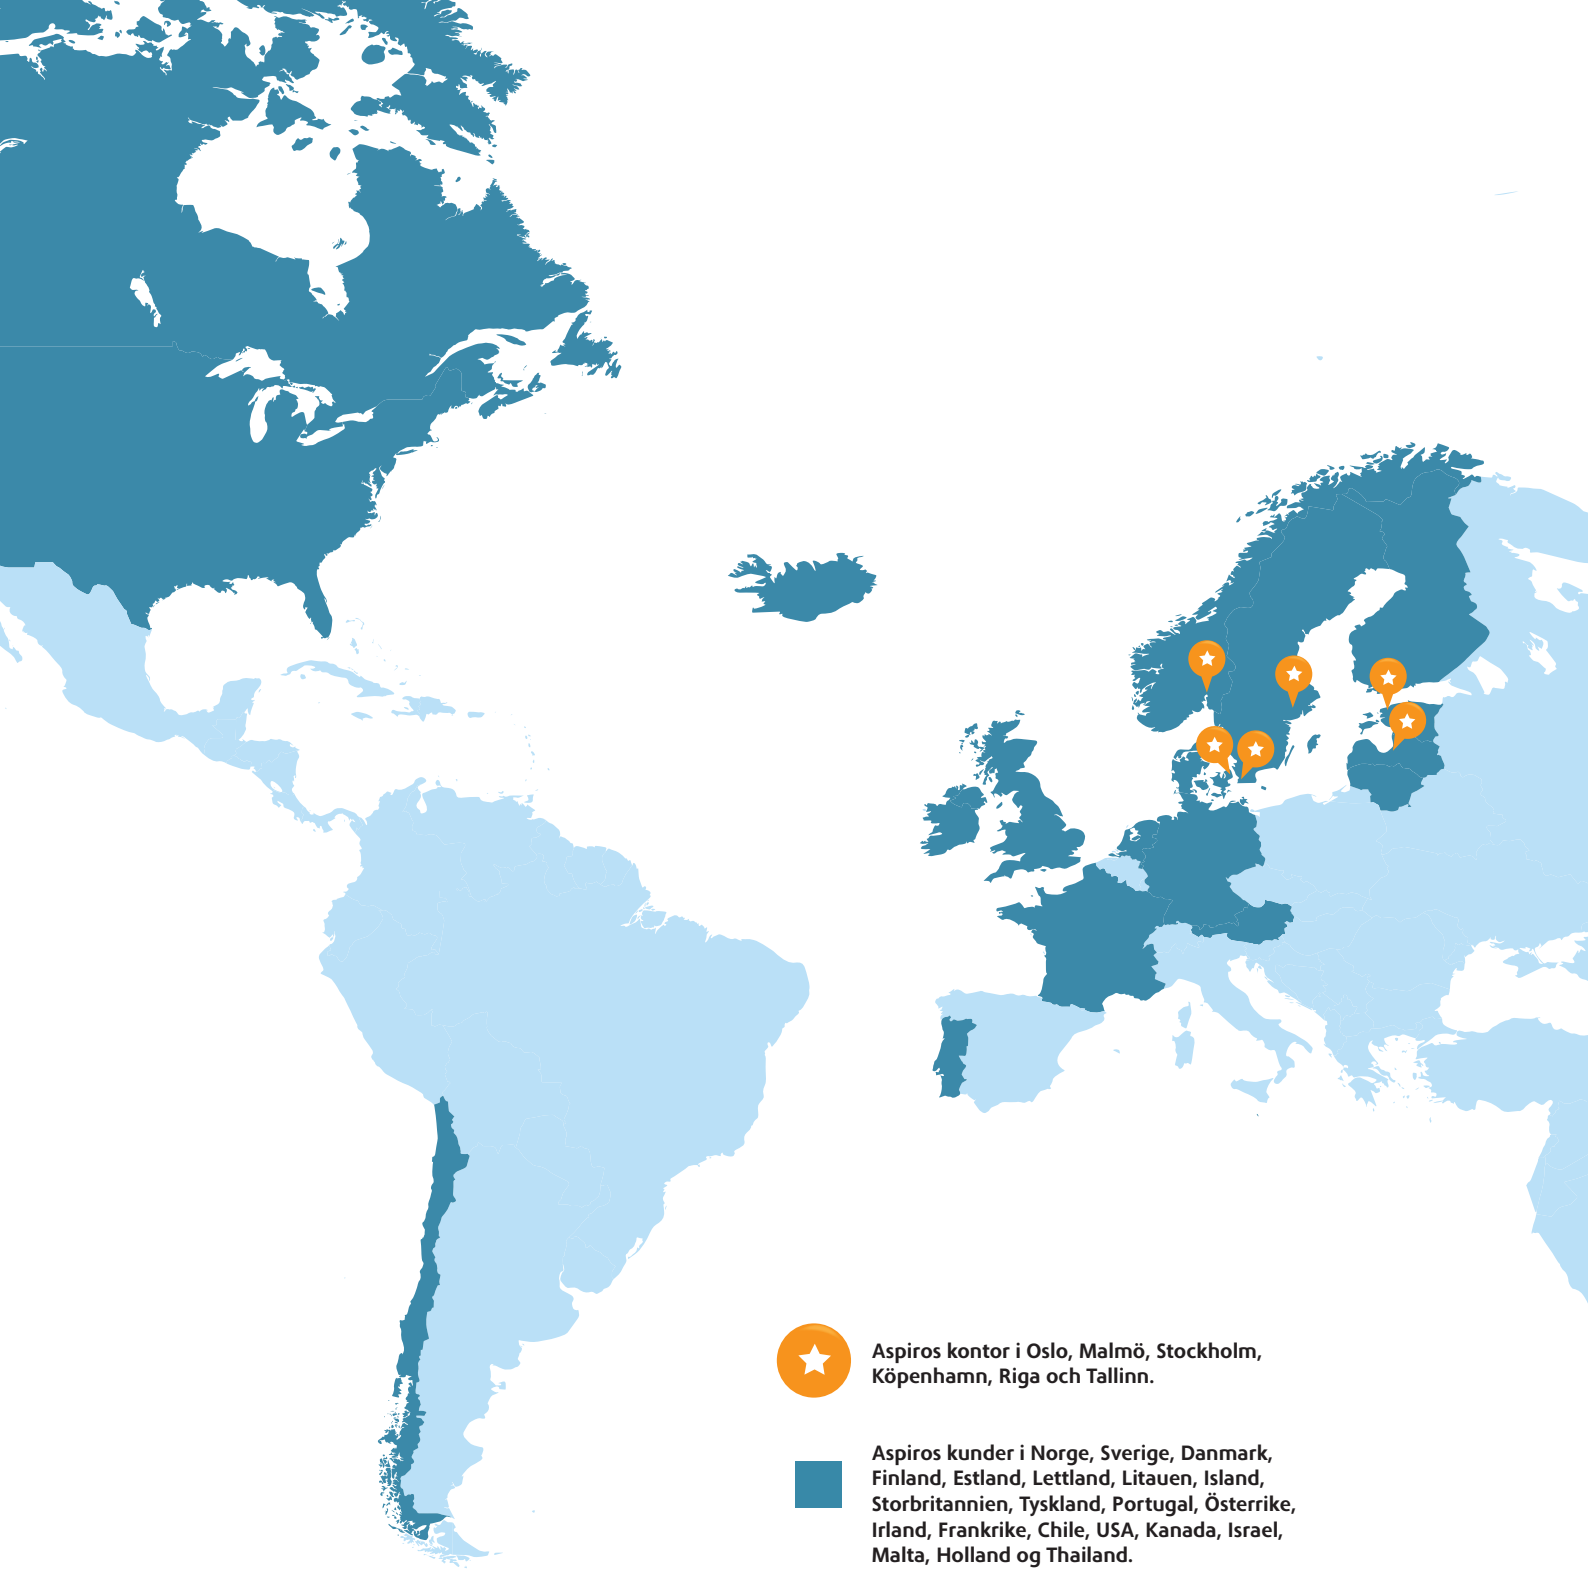 Aspiros kontor i Oslo, Malmö, Stockholm,
Köpenhamn, Riga och Tallinn.
Aspiros kunder i Norge, Sverige, Danmark,
Finland, Estland, Lettland, Litauen, Island,
Storbritannien, Tyskland, Portugal, Österrike,
Irland, Frankrike, Chile, USA, Kanada, Israel,
Malta, Holland og Thailand.